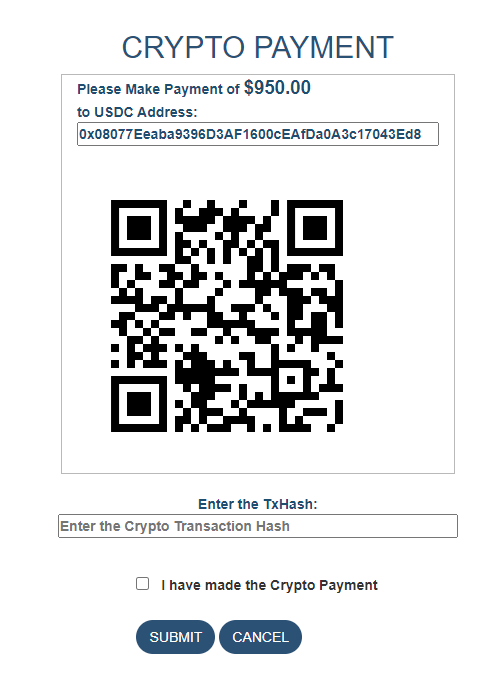 CRYPTO PAYMENT
Please Make Payment of $950.00
to USDC Address:
0x08077Eeaba9396D3AF1600cEAfDa0A3c17043Ed8
Enter the TxHash:
Enter the Crypto Transaction Hash
I have made the Crypto Payment
SUBMIT CANCEL